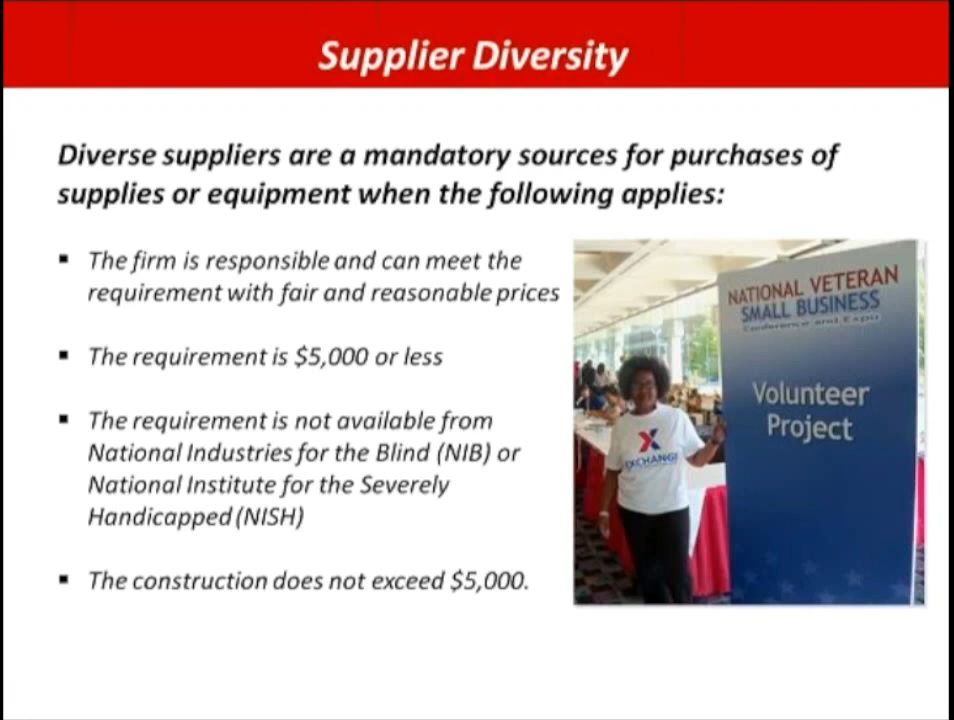 Supplier Diversity
Diverse suppliers are a mandatory sources for purchases of
supplies or equipment when the following applies:
▪ The firm is responsible and can meet the
requirement with fair and reasonable prices
▪ The requirement is $5,000 or less
▪ The requirement is not available from
National Industries for the Blind (NIB) or
National Institute for the Severely
Handicapped (NISH)
▪ The construction does not exceed $5,000.
NATIONAL VETERAN
SMALL BUSINESS
Conference and Expo
Volunteer
Project
X
EXCHANGE